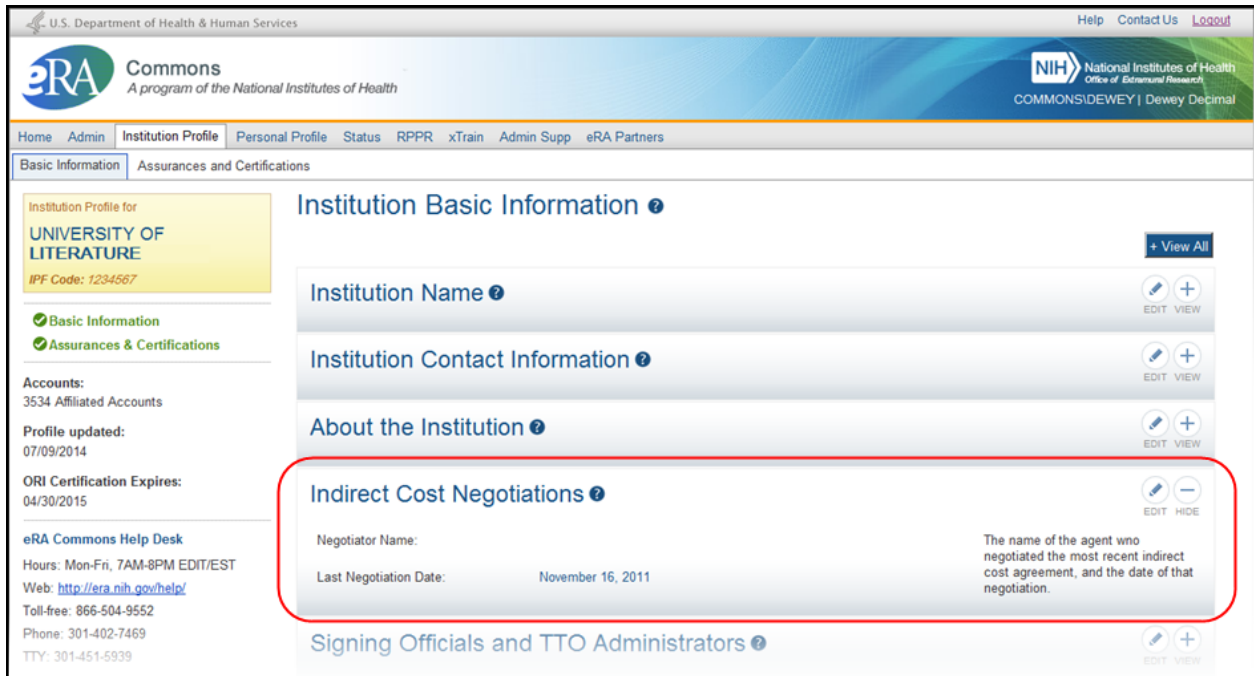 U.S. Department of Health & Human Services
Help Contact Us Logout
eRA
Commons
A program of the National Institutes of Health
NIH National Institutes of Health
Office of Extramural Research
COMMONS\DEWEY | Dewey Decimal
Home Admin Institution Profile Personal Profile Status RPPR xTrain Admin Supp eRA Partners
Basic Information Assurances and Certifications
Institution Profile for
UNIVERSITY OF
LITERATURE
IPF Code: 1234567
Basic Information
Assurances & Certifications
Accounts:
3534 Affiliated Accounts
Profile updated:
07/09/2014
ORI Certification Expires:
04/30/2015
eRA Commons Help Desk
Hours: Mon-Fri, 7AM-8PM EDIT/EST
Web: http://era.nih.gov/help/
Toll-free: 866-504-9552
Phone: 301-402-7469
TTY: 301-451-5939
Institution Basic Information ?
+ View All
Institution Name ?
EDIT VIEW
Institution Contact Information ?
EDIT VIEW
About the Institution ?
EDIT VIEW
Indirect Cost Negotiations ?
EDIT HIDE
Negotiator Name:
Last Negotiation Date: November 16, 2011
The name of the agent who
negotiated the most recent indirect
cost agreement, and the date of that
negotiation.
Signing Officials and TTO Administrators ?
EDIT VIEW